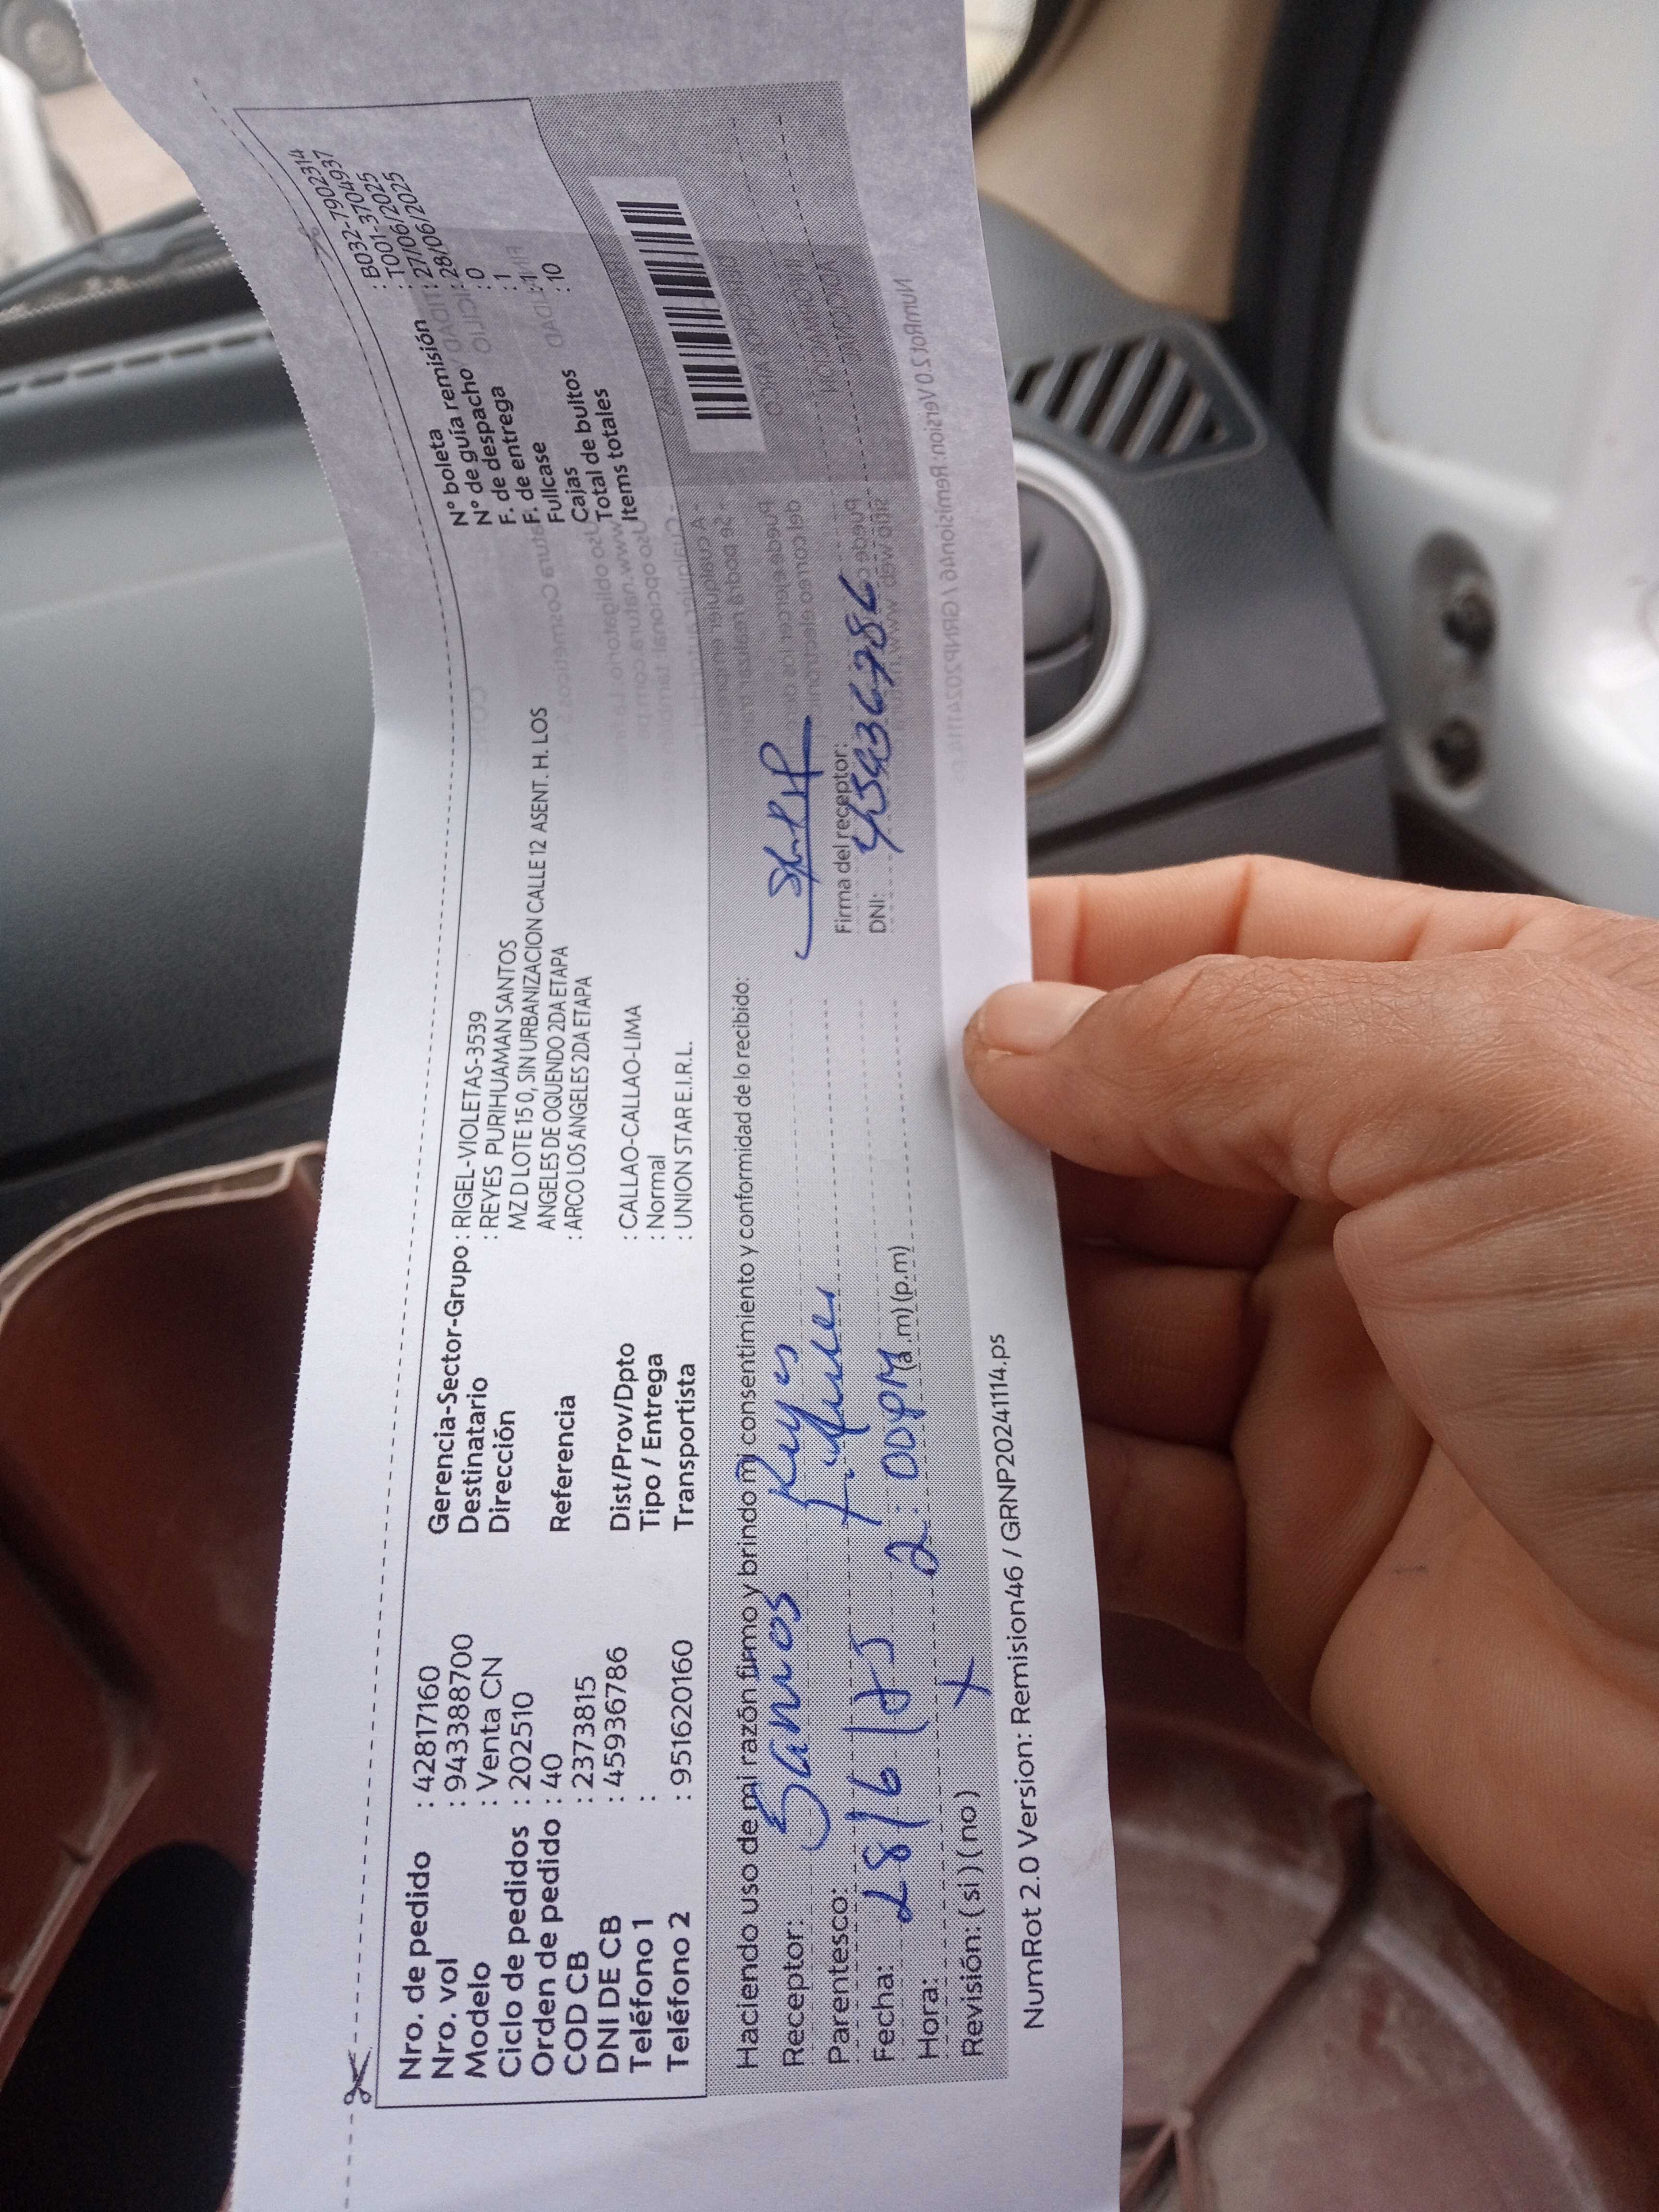 Nro. de pedido : 42817160
Nro. vol : 9433888700
Modelo : Venta CN
Ciclo de pedidos : 202510
Orden de pedido : 40
COD CB : 2373815
DNI DE CB : 45936786
Teléfono 1 :
Teléfono 2 : 951620160
Gerencia-Sector-Grupo : RIGEL-VIOLETAS-3539
Destinatario : REYES PURIHUAMAN SANTOS
Dirección MZ D LOTE 15 0, SIN URBANIZACION CALLE 12 ASENT. H. LOS
ANGELES DE OQUENDO 2DA ETAPA
Referencia : ARCO LOS ANGELES 2DA ETAPA
Dist/Prov/Dpto : CALLAO-CALLAO-LIMA
Tipo / Entrega : Normal
Transportista : UNION STAR E.I.R.L.
N° boleta : B032-7902314
N° de guía remisión : T001-3704937
N° de despacho
F. de despacho : 27/06/2025
F. de entrega : 28/06/2025
Fullcase : 0
Cajas : 1
Total de bultos : 1
Items totales : 10
Haciendo uso de mi razón firmo y brindo mi consentimiento y conformidad de lo recibido:
Receptor: Santos Reyes
Parentesco:
Fecha: 28/6/25
Hora: 2:00PM (a.m) (p.m)
Revisión: (si) (no) X
Firma del receptor:
DNI: 45936786
NumRot 2.0 Version: Remision46 / GRNP20241114.ps